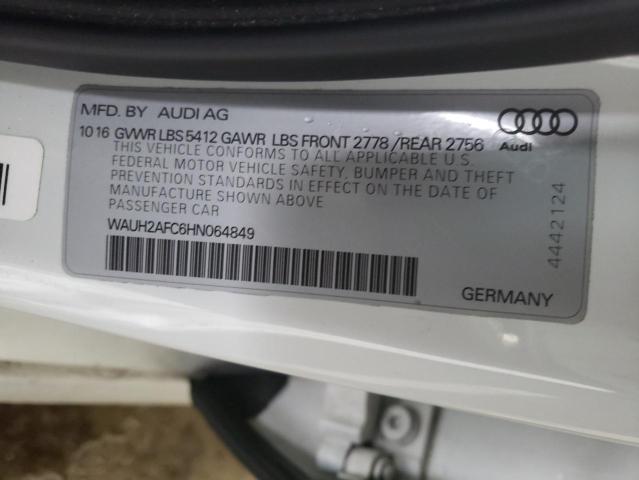 MFD. BY AUDI AG
10 16 GVWR LBS 5412 GAWR LBS FRONT 2778 /REAR 2756
THIS VEHICLE CONFORMS TO ALL APPLICABLE U.S.
FEDERAL MOTOR VEHICLE SAFETY, BUMPER AND THEFT
PREVENTION STANDARDS IN EFFECT ON THE DATE OF
MANUFACTURE SHOWN ABOVE
PASSENGER CAR
WAUH2AFC6HN064849
Audi
4442124
GERMANY